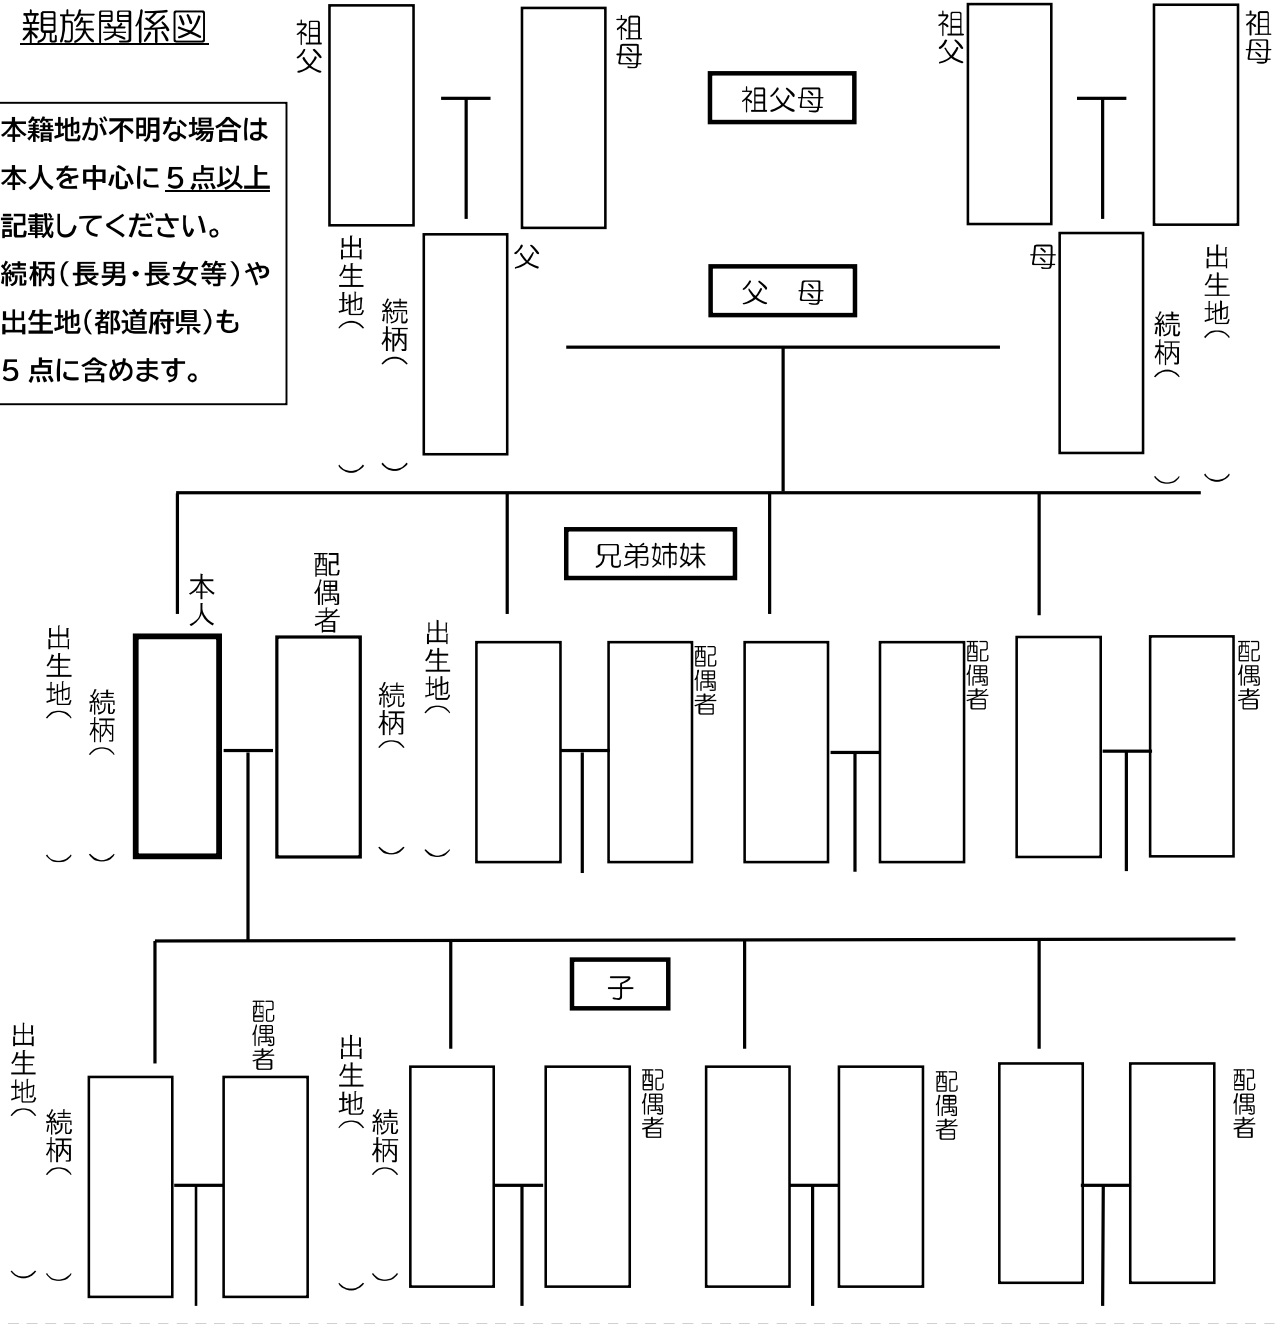 親族関係図
祖父
祖母
祖父母
祖父
祖母
本籍地が不明な場合は
本人を中心に５点以上
記載してください。
続柄（長男・長女等）や
出生地（都道府県）も
５点に含めます。
出生地（　　　）
続柄（　　　）
父
父　母
母
続柄（　　　）
出生地（　　　）
兄弟姉妹
出生地（　　　）
続柄（　　　）
本人
配偶者
続柄（　　　）
出生地（　　　）
配偶者
配偶者
配偶者
子
出生地（　　　）
続柄（　　　）
配偶者
出生地（　　　）
続柄（　　　）
配偶者
配偶者
配偶者